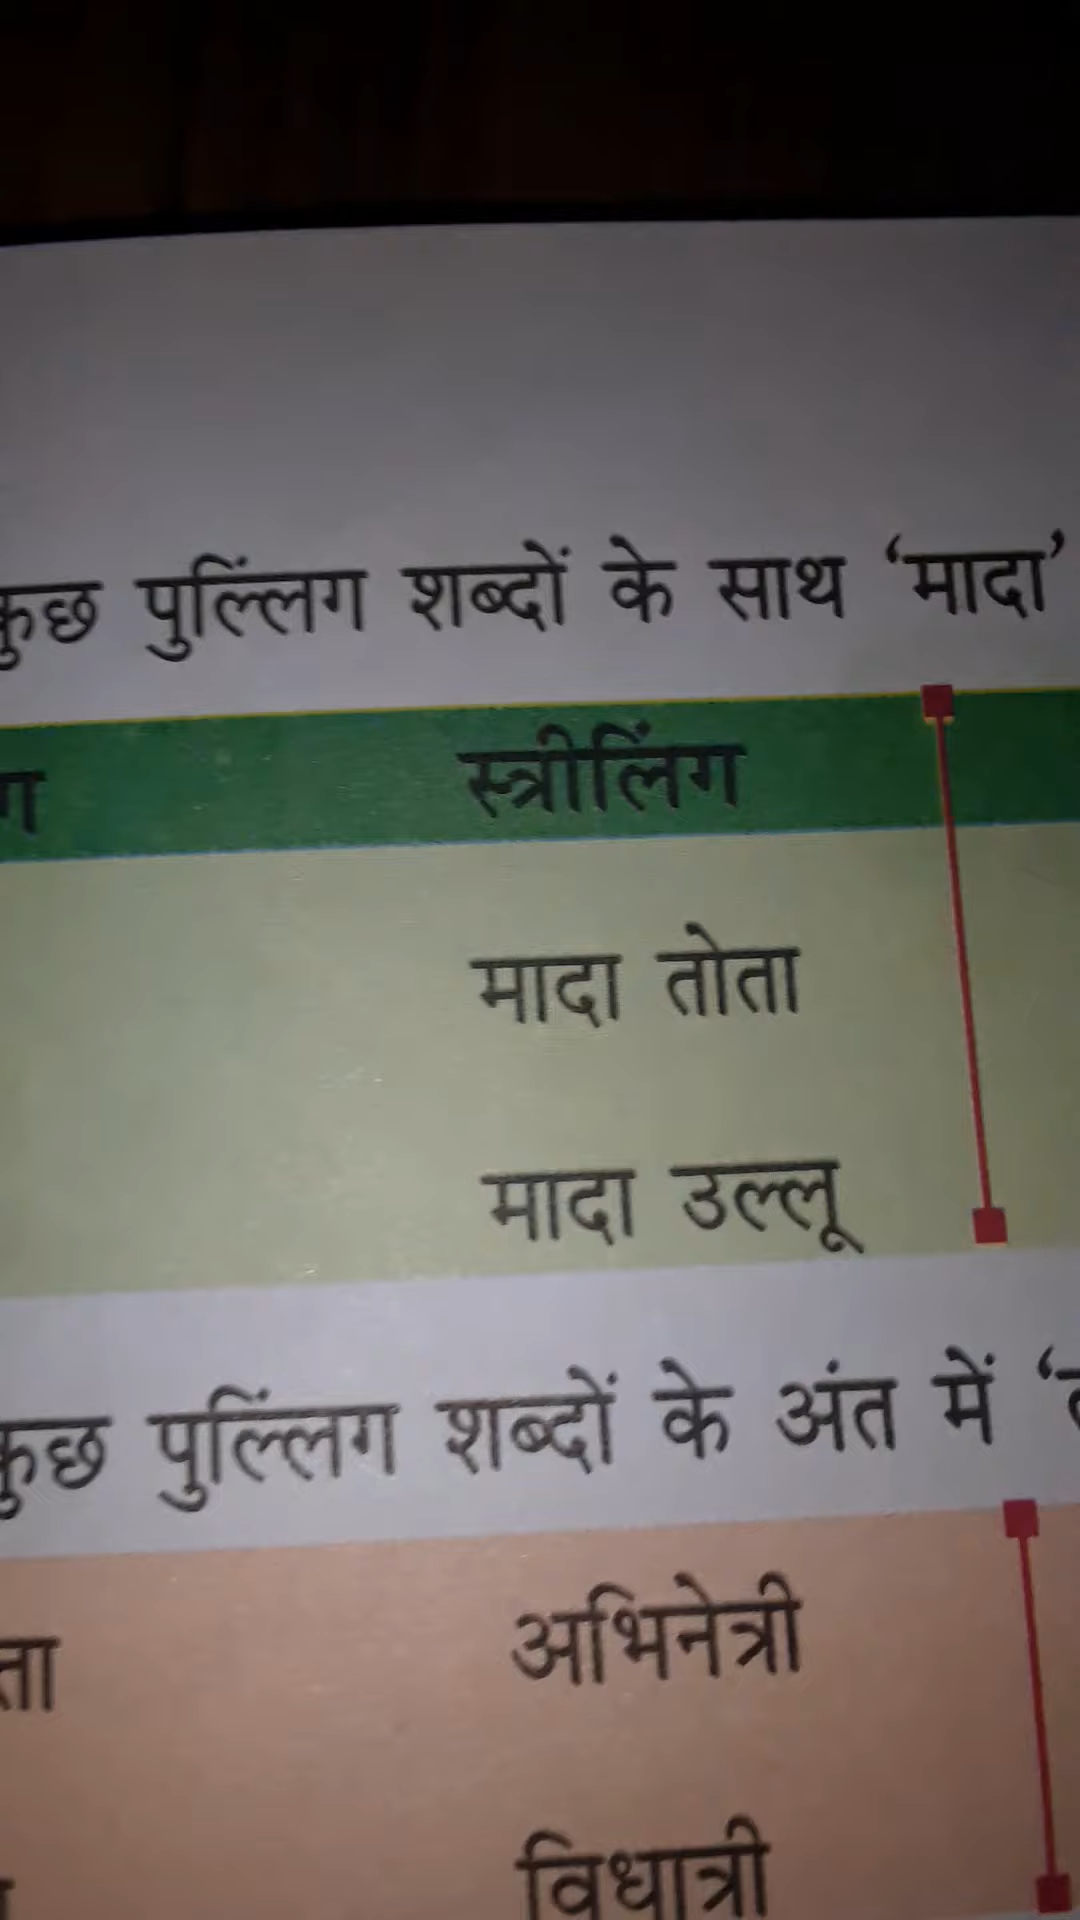 कुछ पुल्लिंग शब्दों के साथ ‘मादा’
स्त्रीलिंग
मादा तोता
मादा उल्लू
कुछ पुल्लिंग शब्दों के अंत में
अभिनेत्री
विधात्री